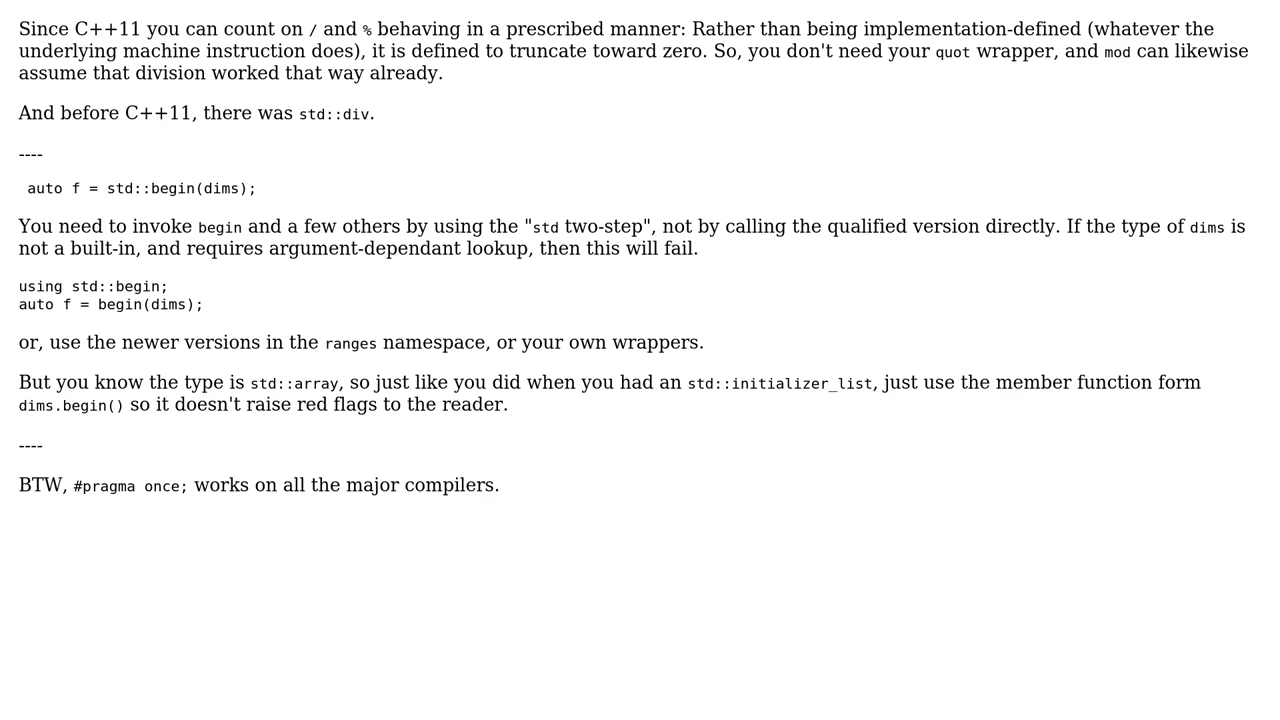 Since C++11 you can count on / and % behaving in a prescribed manner: Rather than being implementation-defined (whatever the
underlying machine instruction does), it is defined to truncate toward zero. So, you don't need your quot wrapper, and mod can likewise
assume that division worked that way already.
And before C++11, there was std::div.
----
auto f = std::begin(dims);
You need to invoke begin and a few others by using the "std two-step", not by calling the qualified version directly. If the type of dims is
not a built-in, and requires argument-dependant lookup, then this will fail.
using std::begin;
auto f = begin(dims);
or, use the newer versions in the ranges namespace, or your own wrappers.
But you know the type is std::array, so just like you did when you had an std::initializer_list, just use the member function form
dims.begin() so it doesn't raise red flags to the reader.
----
BTW, #pragma once; works on all the major compilers.